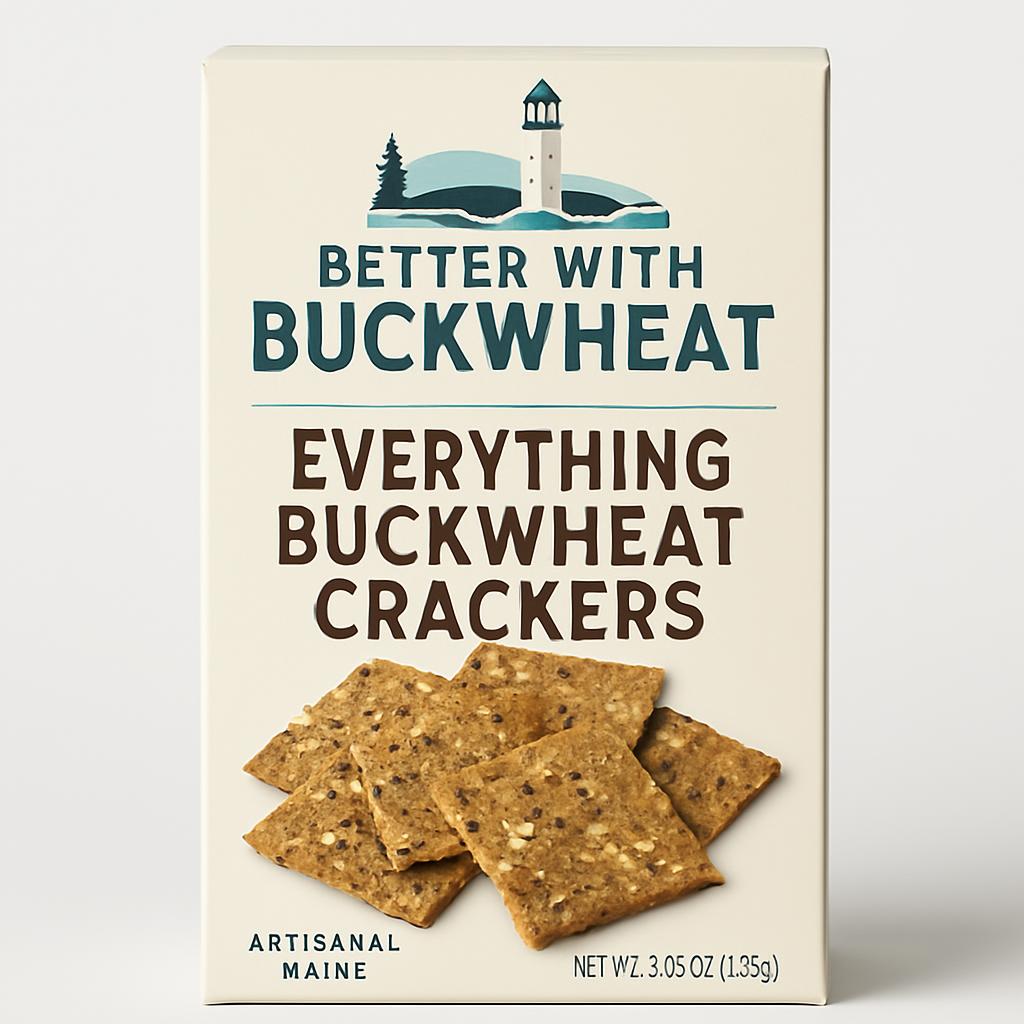 BETTER WITH
BUCKWHEAT
EVERYTHING
BUCKWHEAT
CRACKERS
ARTISANAL
MAINE
NET WZ. 3.05 OZ (1.35g)